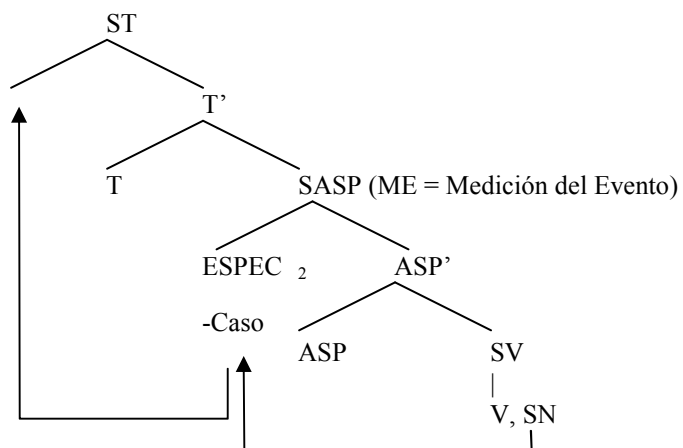 ST
T’
T SASP (ME = Medición del Evento)
ESPEC 2 ASP’
-Caso
ASP SV
V, SN